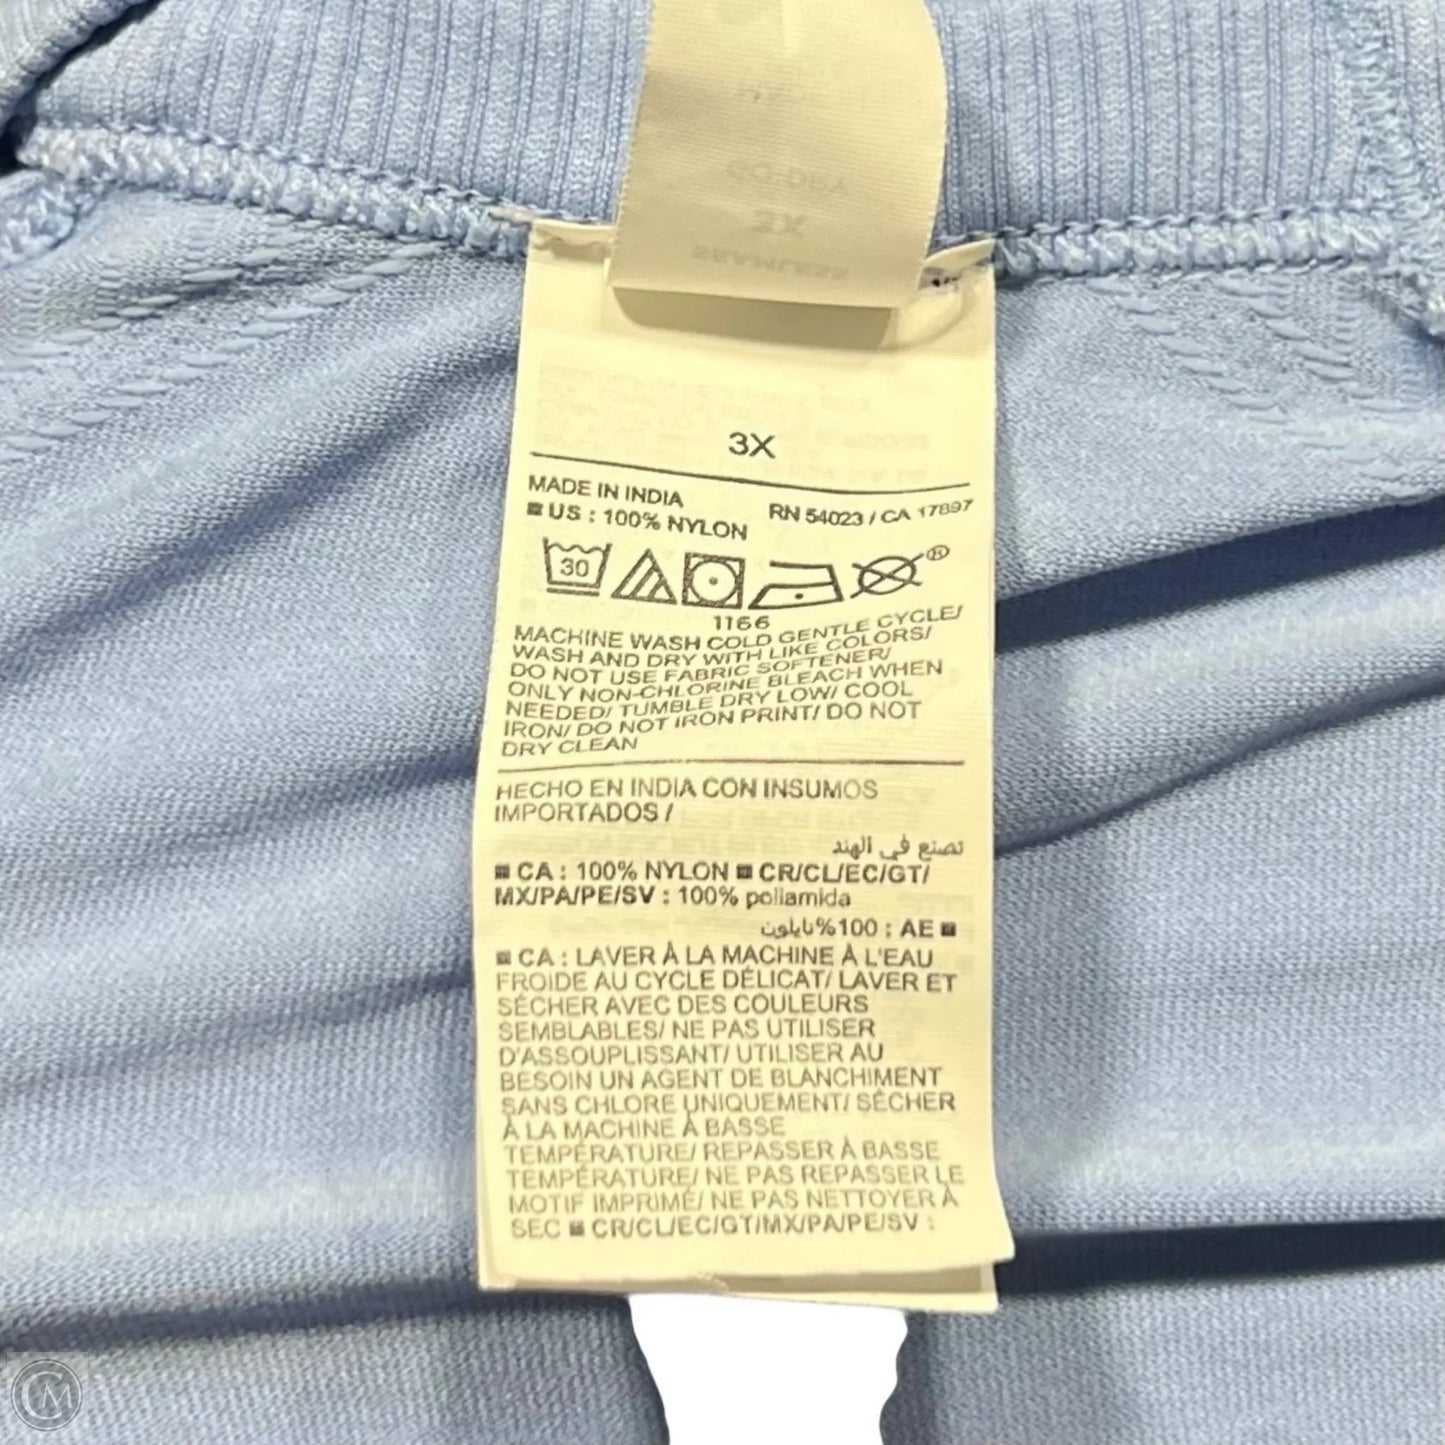 GO-DRY
3X
SEAMLESS
3X
MADE IN INDIA
RN 54023 / CA 17897
US : 100% NYLON
30
®
1166
MACHINE WASH COLD GENTLE CYCLE/
WASH AND DRY WITH LIKE COLORS/
DO NOT USE FABRIC SOFTENER/
ONLY NON-CHLORINE BLEACH WHEN
NEEDED/ TUMBLE DRY LOW/ COOL
IRON/ DO NOT IRON PRINT/ DO NOT
DRY CLEAN
HECHO EN INDIA CON INSUMOS
IMPORTADOS /
تصنع في الهند
CA : 100% NYLON ■ CR/CL/EC/GT/
MX/PA/PE/SV : 100% poliamida
AE : 100%نايلون
CA : LAVER À LA MACHINE À L'EAU
FROIDE AU CYCLE DÉLICAT/ LAVER ET
SÉCHER AVEC DES COULEURS
SEMBLABLES/ NE PAS UTILISER
D'ASSOUPLISSANT/ UTILISER AU
BESOIN UN AGENT DE BLANCHIMENT
SANS CHLORE UNIQUEMENT/ SÉCHER
À LA MACHINE À BASSE
TEMPÉRATURE/ REPASSER À BASSE
TEMPÉRATURE/ NE PAS REPASSER LE
MOTIF IMPRIMÉ/ NE PAS NETTOYER À
SEC ■ CR/CL/EC/GT/MX/PA/PE/SV :
CM